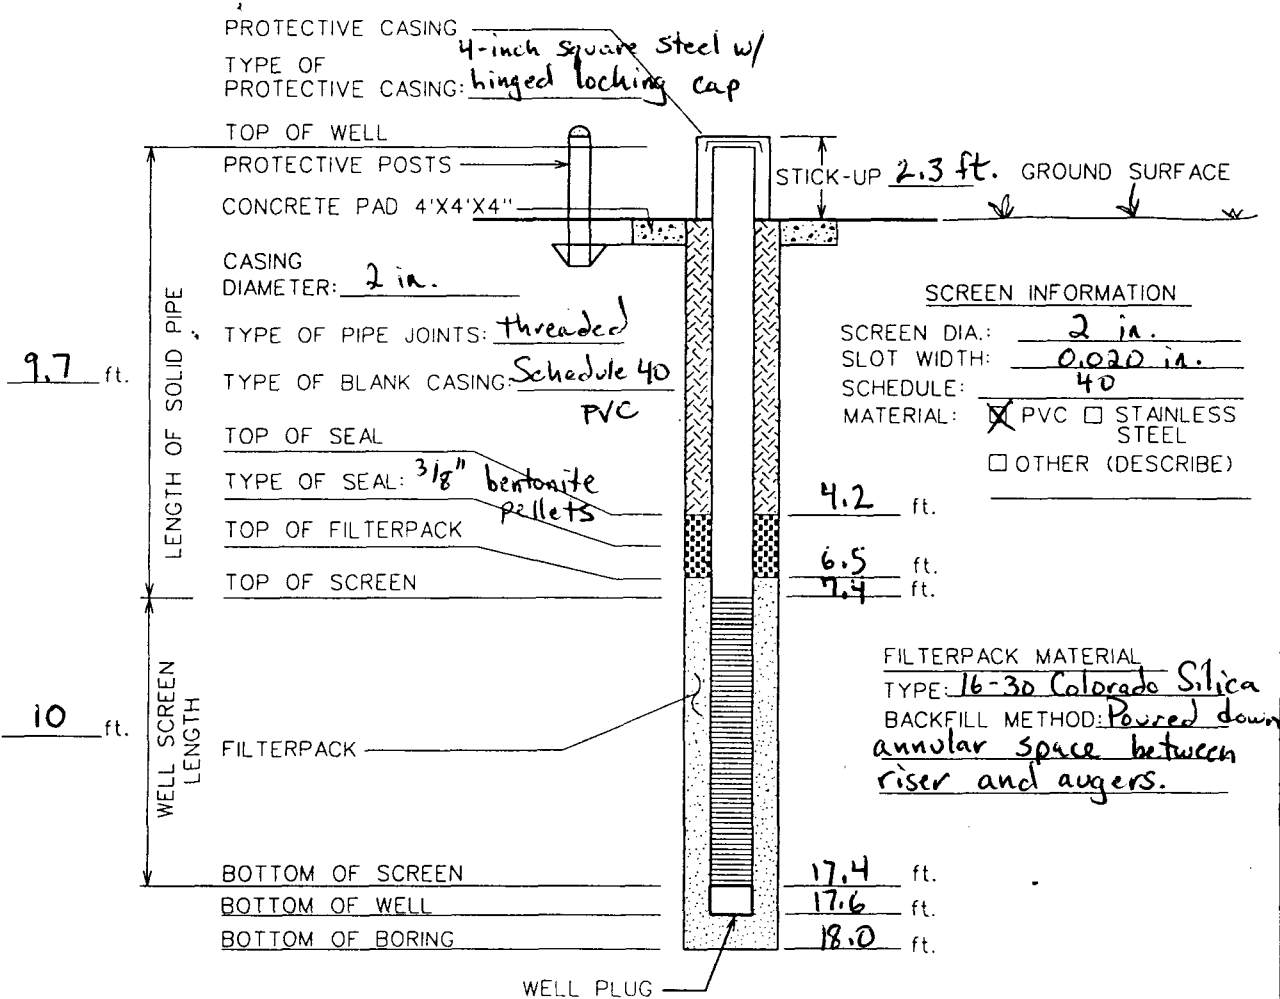 PROTECTIVE CASING
4-inch square steel w/
TYPE OF
PROTECTIVE CASING: hinged locking cap
TOP OF WELL
PROTECTIVE POSTS
STICK-UP 2.3 ft. GROUND SURFACE
CONCRETE PAD 4'X4'X4"
CASING
DIAMETER: 2 in.
TYPE OF PIPE JOINTS: threaded
TYPE OF BLANK CASING: Schedule 40
PVC
9.7 ft.
LENGTH OF SOLID PIPE
SCREEN INFORMATION
SCREEN DIA.: 2 in.
SLOT WIDTH: 0.020 in.
SCHEDULE: 40
MATERIAL: ☒ PVC ☐ STAINLESS
STEEL
☐ OTHER (DESCRIBE)
TOP OF SEAL
TYPE OF SEAL: 3/8" bentonite
pellets
4.2 ft.
TOP OF FILTERPACK
6.5 ft.
TOP OF SCREEN
7.4 ft.
10 ft.
WELL SCREEN
LENGTH
FILTERPACK
FILTERPACK MATERIAL
TYPE: 16-30 Colorado Silica
BACKFILL METHOD: Poured down
annular space between
riser and augers.
BOTTOM OF SCREEN 17.4 ft.
BOTTOM OF WELL 17.6 ft.
BOTTOM OF BORING 18.0 ft.
WELL PLUG